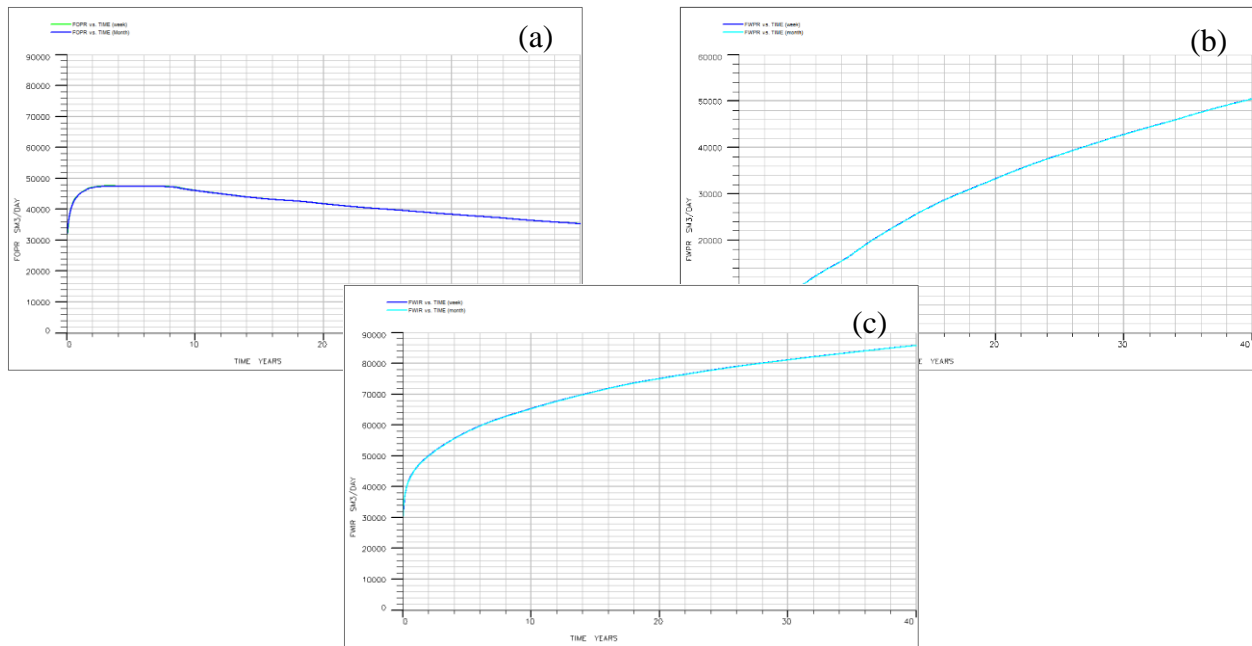 FOPR vs. TIME (week)
FOPR vs. TIME (Month)
(a)
90000
80000
70000
60000
50000
40000
30000
20000
10000
0
FOPR SM3/DAY
0
10
20
TIME YEARS
FWPR vs. TIME (week)
FWPR vs. TIME (month)
(b)
60000
50000
40000
30000
20000
FWPR SM3/DAY
20
30
40
YEARS
FWIR vs. TIME (week)
FWIR vs. TIME (month)
(c)
90000
80000
70000
60000
50000
40000
30000
20000
10000
0
FWIR SM3/DAY
0
10
20
30
40
TIME YEARS